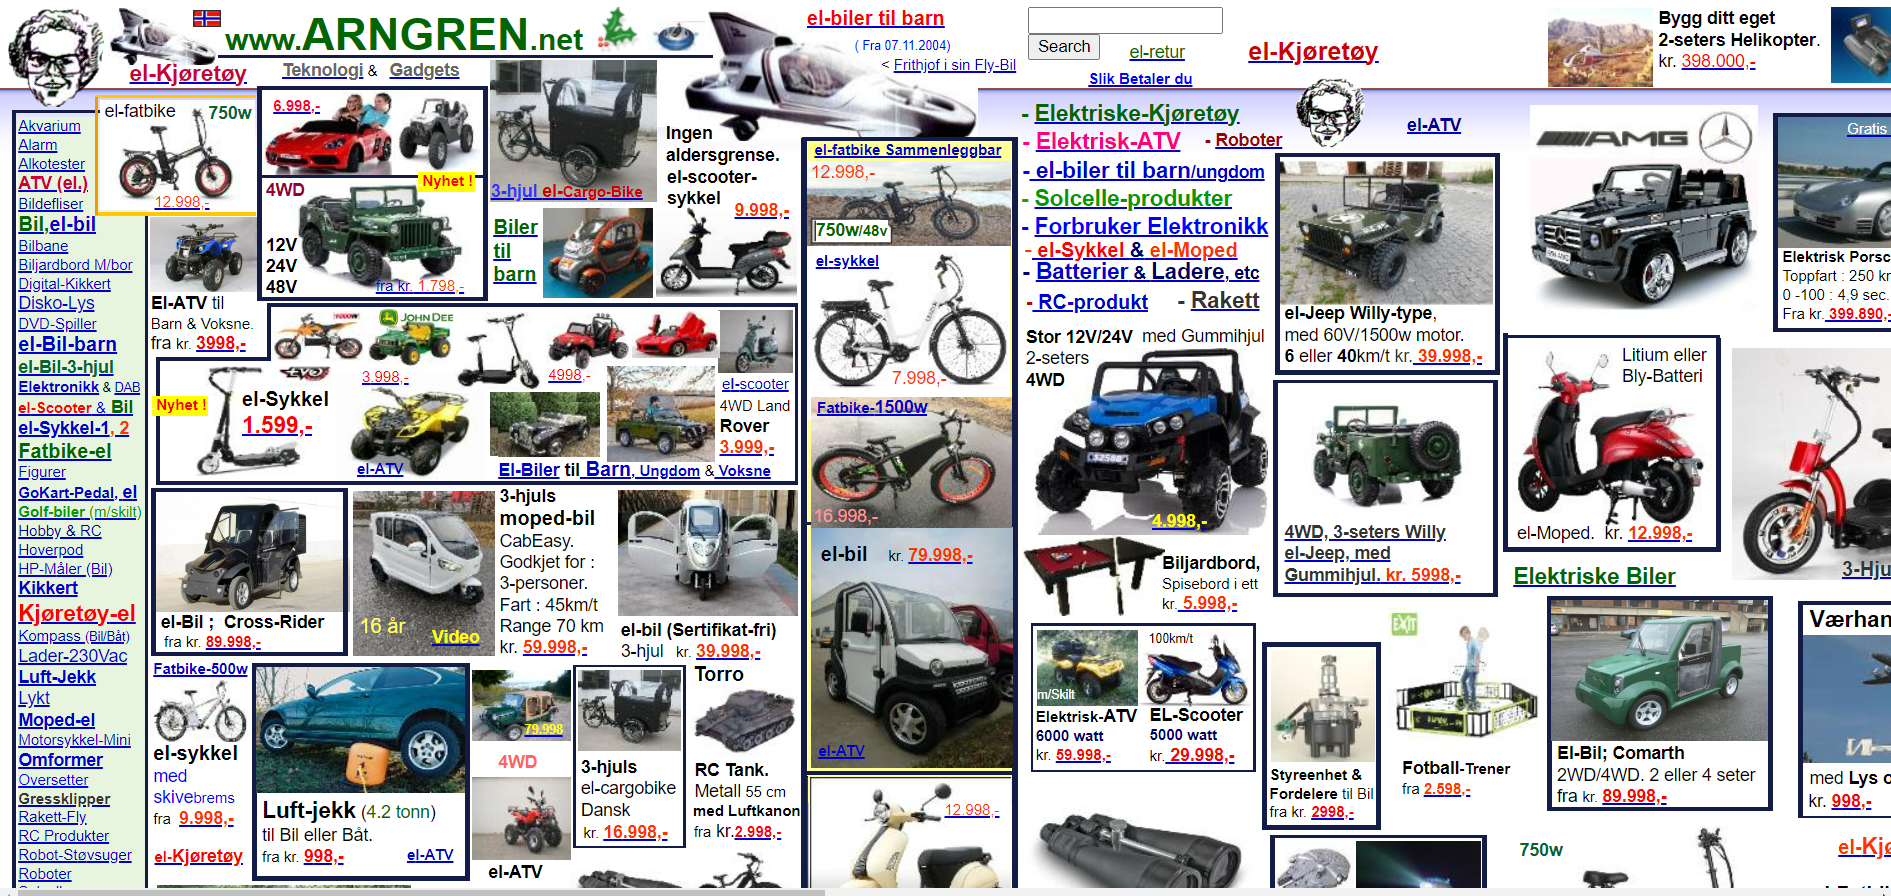 www.ARNGREN.net
el-Kjøretøy
Teknologi & Gadgets
el-biler til barn
( Fra 07.11.2004)
< Frithjof i sin Fly-Bil
Search
el-retur
Slik Betaler du
el-Kjøretøy
Bygg ditt eget
2-seters Helikopter.
kr. 398.000,-
Akvarium
Alarm
Alkotester
ATV (el.)
Bildefliser
Bil,el-bil
Bilbane
Biljardbord M/bor
Digital-Kikkert
Disko-Lys
DVD-Spiller
el-Bil-barn
el-Bil-3-hjul
Elektronikk & DAB
el-Scooter & Bil
el-Sykkel-1, 2
Fatbike-el
Figurer
GoKart-Pedal, el
Golf-biler (m/skilt)
Hobby & RC
Hoverpod
HP-Måler (Bil)
Kikkert
Kjøretøy-el
Kompass (Bil/Båt)
Lader-230Vac
Luft-Jekk
Lykt
Moped-el
Motorsykkel-Mini
Omformer
Oversetter
Gressklipper
Rakett-Fly
RC Produkter
Robot-Støvsuger
Roboter
el-fatbike 750w
12.998,-
6.998,-
4WD
Nyhet !
12V
24V
48V
fra kr. 1.798,-
3-hjul el-Cargo-Bike
Biler
til
barn
Ingen
aldersgrense.
el-scooter-
sykkel 9.998,-
El-ATV til
Barn & Voksne.
fra kr. 3998,-
JOHN DEE
1000W
EVO
3.998,-
4998,-
Nyhet !
el-Sykkel
1.599,-
el-ATV
el-scooter
4WD Land
Rover
3.999,-
El-Biler til Barn, Ungdom & Voksne
el-fatbike Sammenleggbar
12.998,-
750w/48v
el-sykkel
7.998,-
Fatbike-1500w
16.998,-
el-bil kr. 79.998,-
el-ATV
12.998,-
- Elektriske-Kjøretøy
- Elektrisk-ATV - Roboter
- el-biler til barn/ungdom
- Solcelle-produkter
- Forbruker Elektronikk
- el-Sykkel & el-Moped
- Batterier & Ladere, etc
- RC-produkt - Rakett
el-ATV
AMG
Gratis
Elektrisk Porsc
Toppfart : 250 kr
0 -100 : 4,9 sec.
Fra kr. 399.890,-
el-Jeep Willy-type,
med 60V/1500w motor.
6 eller 40km/t kr. 39.998,-
Stor 12V/24V med Gummihjul
2-seters
4WD
4.998,-
4WD, 3-seters Willy
el-Jeep, med
Gummihjul. kr. 5998,-
Litium eller
Bly-Batteri
el-Moped. kr. 12.998,-
3-Hju
el-Bil ; Cross-Rider
fra kr. 89.998,-
16 år Video
3-hjuls
moped-bil
CabEasy.
Godkjet for :
3-personer.
Fart : 45km/t
Range 70 km
kr. 59.998,-
el-bil (Sertifikat-fri)
3-hjul kr. 39.998,-
Biljardbord,
Spisebord i ett
kr. 5.998,-
Elektriske Biler
m/Skilt
Elektrisk-ATV
6000 watt
kr. 59.998,-
100km/t
EL-Scooter
5000 watt
kr. 29.998,-
EXIT
Styreenhet &
Fordelere til Bil
fra kr. 2998,-
Fotball-Trener
fra 2.598,-
El-Bil; Comarth
2WD/4WD. 2 eller 4 seter
fra kr. 89.998,-
Værhan
med Lys o
kr. 998,-
Fatbike-500w
el-sykkel
med
skivebrems
fra 9.998,-
el-Kjøretøy
Luft-jekk (4.2 tonn)
til Bil eller Båt.
fra kr. 998,- el-ATV
79.998
4WD
el-ATV
3-hjuls
el-cargobike
Dansk
kr. 16.998,-
Torro
RC Tank.
Metall 55 cm
med Luftkanon
fra kr.2.998,-
750w
el-Kjø